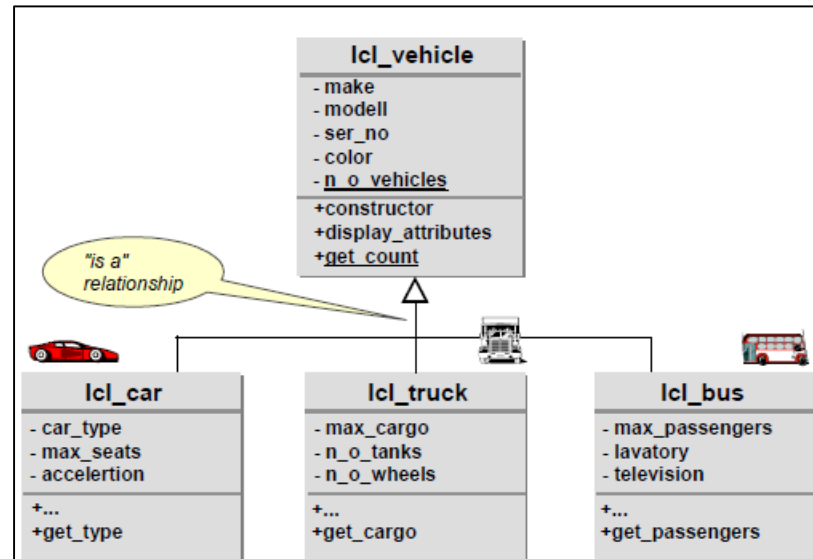 lcl_vehicle
- make
- modell
- ser_no
- color
- n_o_vehicles
+constructor
+display_attributes
+get_count
"is a"
relationship
lcl_car
- car_type
- max_seats
- accelertion
+...
+get_type
lcl_truck
- max_cargo
- n_o_tanks
- n_o_wheels
+...
+get_cargo
lcl_bus
- max_passengers
- lavatory
- television
+...
+get_passengers